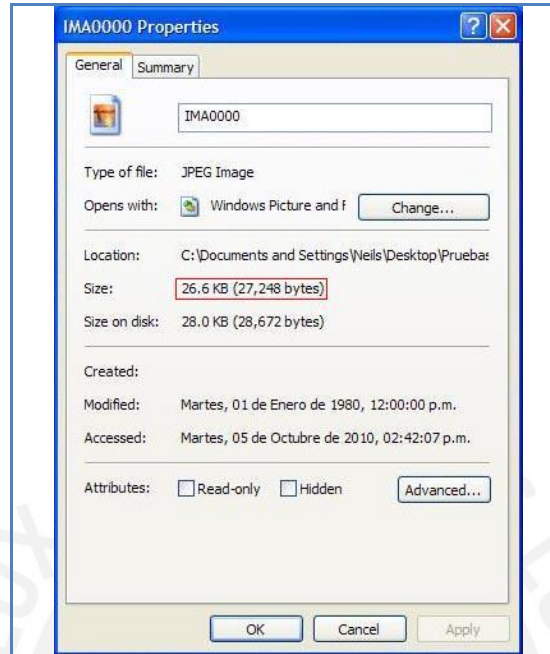 IMA0000 Properties
General Summary
IMA0000
Type of file: JPEG Image
Opens with: Windows Picture and F Change...
Location: C:\Documents and Settings\Neils\Desktop\Pruebas
Size: 26.6 KB (27,248 bytes)
Size on disk: 28.0 KB (28,672 bytes)
Created:
Modified: Martes, 01 de Enero de 1980, 12:00:00 p.m.
Accessed: Martes, 05 de Octubre de 2010, 02:42:07 p.m.
Attributes: Read-only Hidden Advanced...
OK Cancel Apply